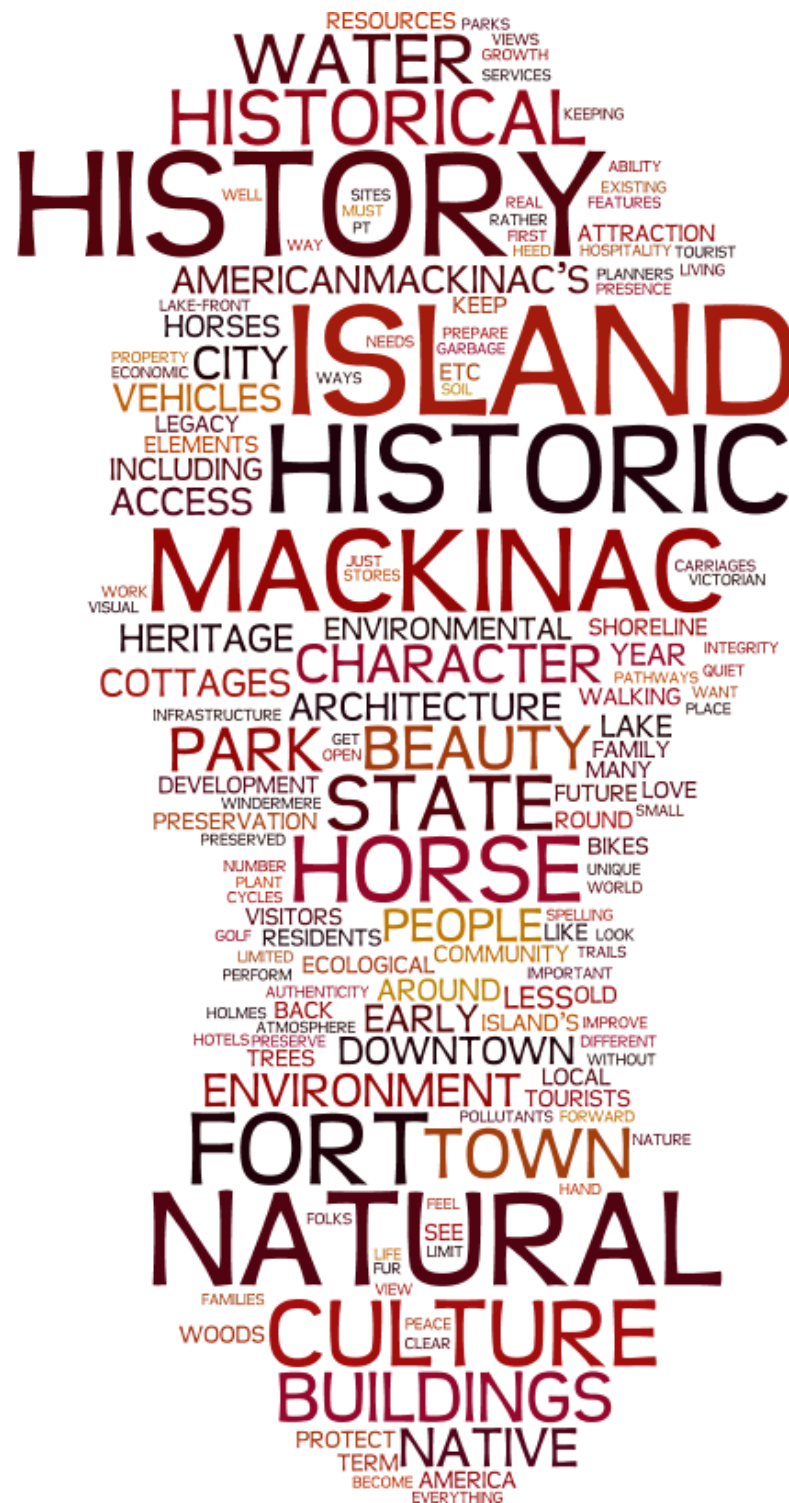 RESOURCES PARKS
WATER VIEWS
GROWTH
SERVICES
HISTORICAL KEEPING
HISTORY ABILITY
WELL SITES REAL EXISTING
MUST RATHER FEATURES
PT FIRST ATTRACTION
WAY HEED HOSPITALITY TOURIST
AMERICAN MACKINAC'S PLANNERS LIVING
PRESENCE
LAKE-FRONT KEEP
HORSES ISLAND
NEEDS PREPARE
PROPERTY CITY GARBAGE
ECONOMIC WAYS ETC
VEHICLES SOIL
LEGACY
ELEMENTS HISTORIC
INCLUDING
ACCESS
MACKINAC
JUST CARRIAGES
WORK STORES VICTORIAN
VISUAL
HERITAGE ENVIRONMENTAL SHORELINE
CHARACTER YEAR INTEGRITY
COTTAGES PATHWAYS QUIET
WALKING WANT
INFRASTRUCTURE ARCHITECTURE PLACE
PARK GET BEAUTY LAKE
OPEN FAMILY
MANY
DEVELOPMENT STATE FUTURE LOVE
WINDERMERE SMALL
PRESERVATION ROUND
PRESERVED HORSE BIKES
NUMBER UNIQUE
PLANT WORLD
CYCLES
VISITORS PEOPLE SPELLING
GOLF RESIDENTS LIKE LOOK
LIMITED COMMUNITY TRAILS
PERFORM ECOLOGICAL IMPORTANT
AUTHENTICITY AROUND LESS OLD
HOLMES BACK EARLY ISLAND'S IMPROVE
ATMOSPHERE
HOTELS PRESERVE DIFFERENT
TREES DOWNTOWN WITHOUT
ENVIRONMENT LOCAL
TOURISTS
POLLUTANTS FORWARD
FORT TOWN NATURE
HAND
NATURAL
FOLKS FEEL
SEE
LIFE LIMIT
FUR
VIEW
FAMILIES
WOODS CULTURE
PEACE
CLEAR
BUILDINGS
PROTECT NATIVE
TERM
BECOME AMERICA
EVERYTHING